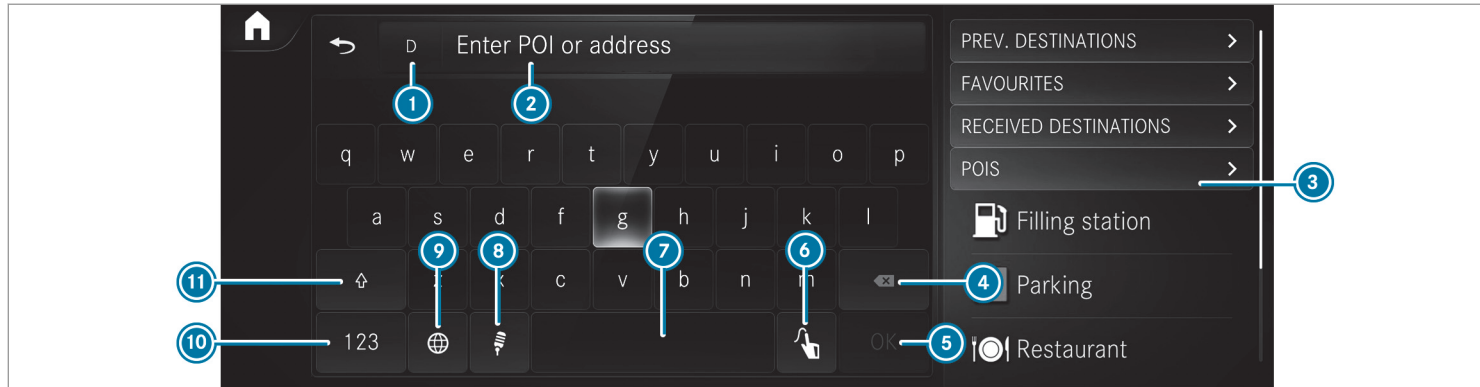 D Enter POI or address
1
2
q w e r t y u i o p
a s d f g h j k l
9
8
7
6
11
z x c v b n m
10
123
OK
5
PREV. DESTINATIONS
FAVOURITES
RECEIVED DESTINATIONS
POIS
3
Filling station
4
Parking
Restaurant